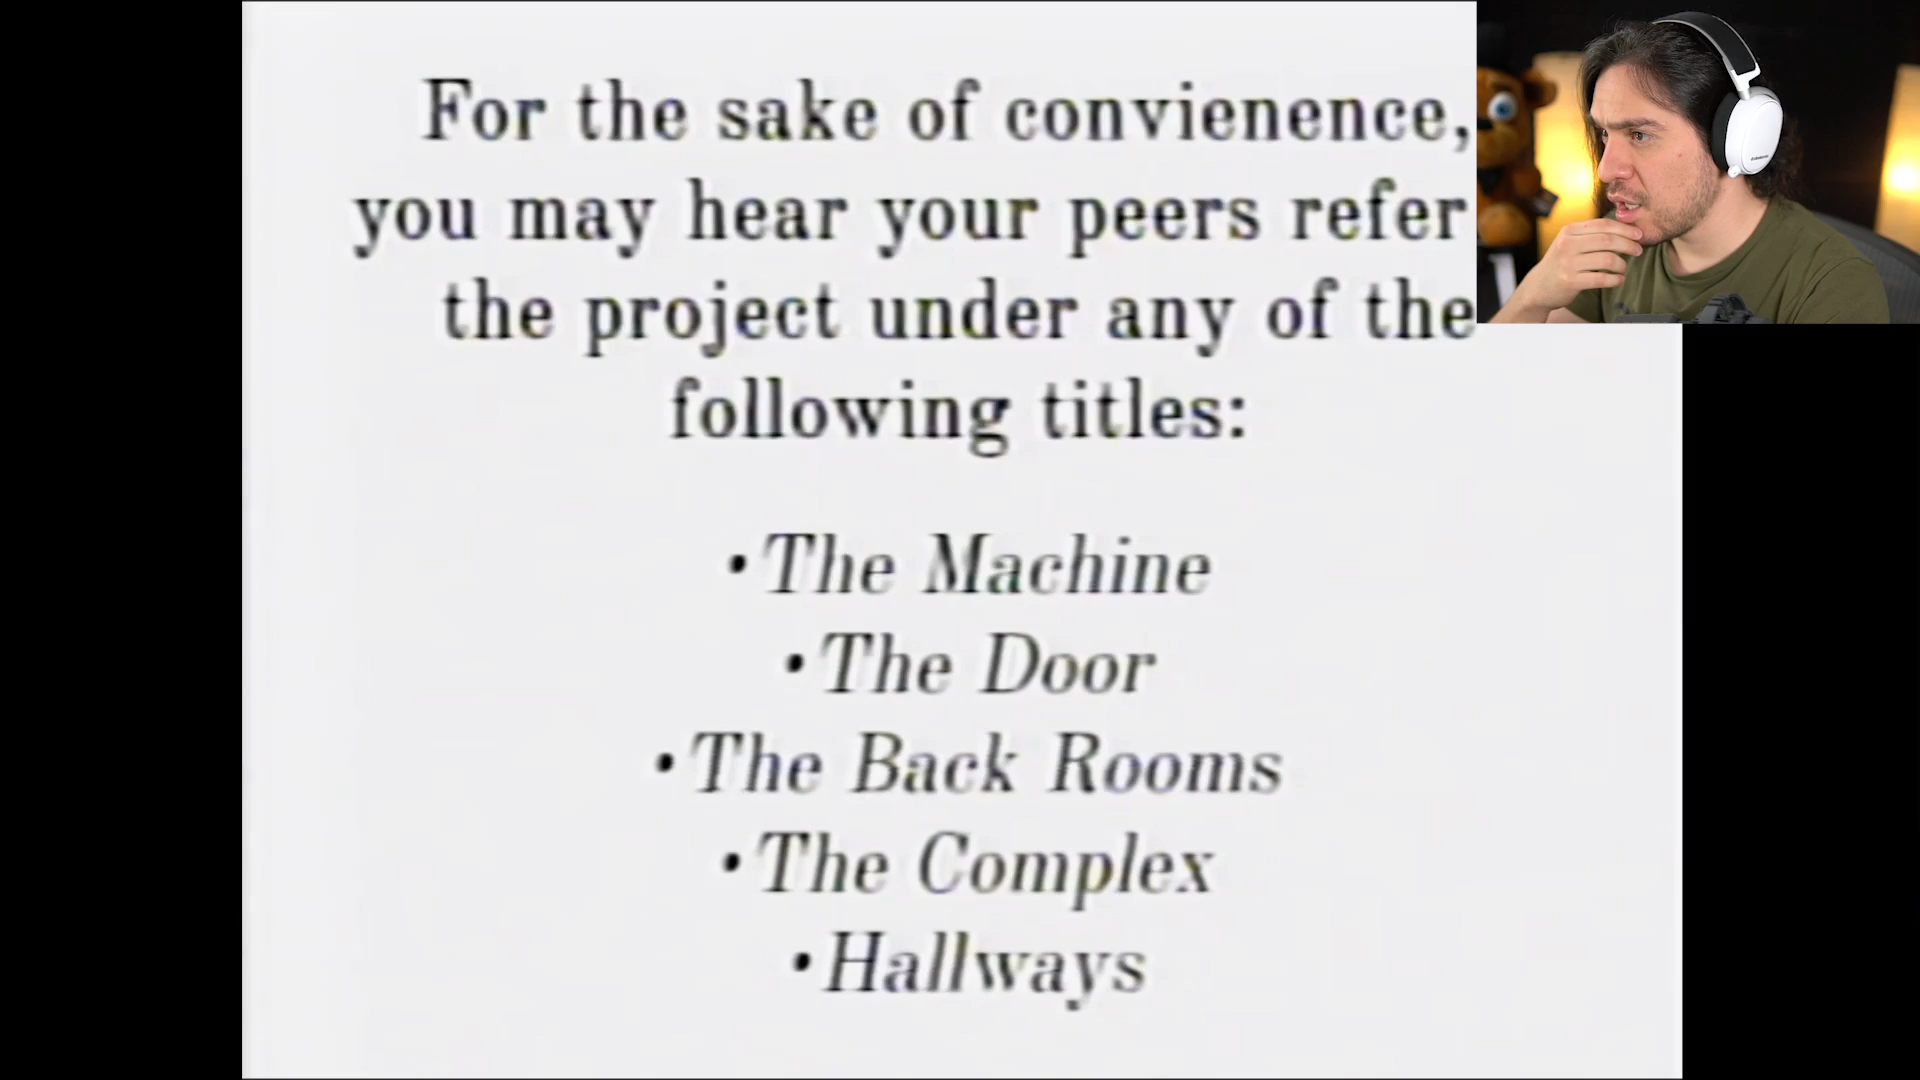 For the sake of convienence,
you may hear your peers refer
the project under any of the
following titles:
• The Machine
• The Door
• The Back Rooms
• The Complex
• Hallways